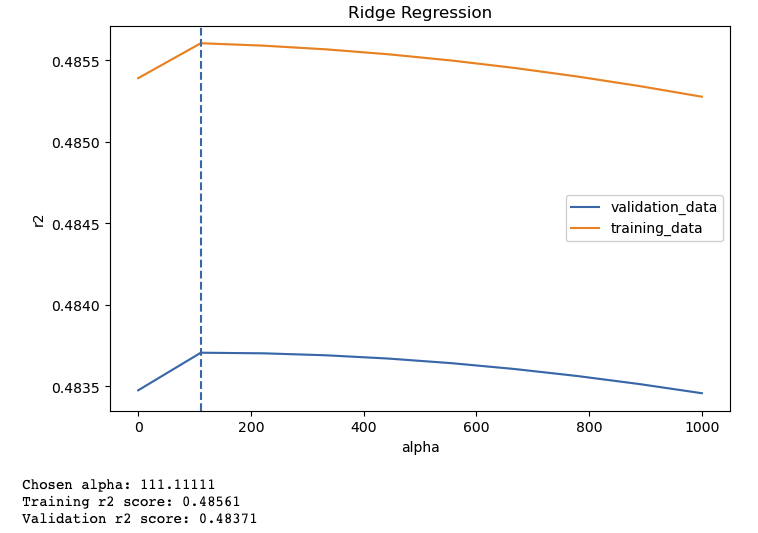 Ridge Regression
0.4855
0.4850
0.4845
0.4840
0.4835
r2
validation_data
training_data
0 200 400 600 800 1000
alpha
Chosen alpha: 111.11111
Training r2 score: 0.48561
Validation r2 score: 0.48371